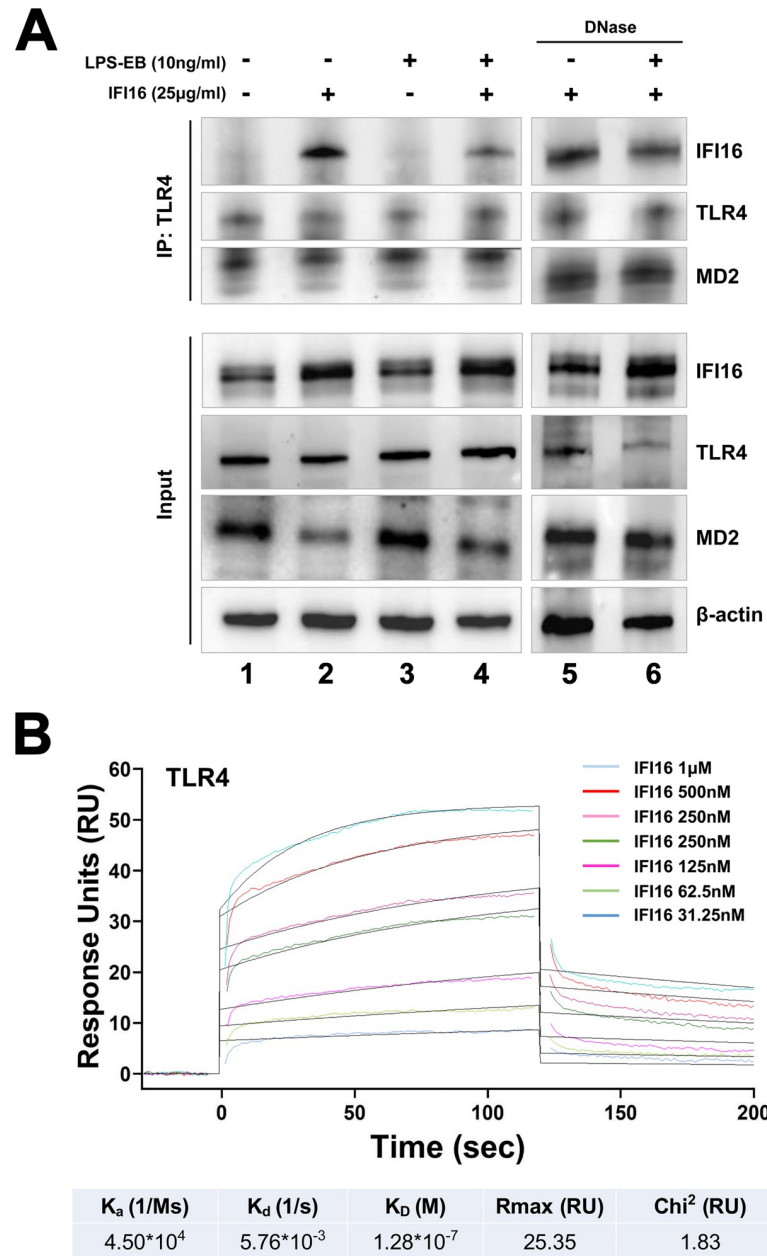 A
DNase
LPS-EB (10ng/ml) - - + + - +
IFI16 (25µg/ml) - + - + + +
IP: TLR4
IFI16
TLR4
MD2
Input
IFI16
TLR4
MD2
β-actin
1 2 3 4 5 6
B
TLR4
Response Units (RU)
60
50
40
30
20
10
0
0 50 100 150 200
Time (sec)
IFI16 1µM
IFI16 500nM
IFI16 250nM
IFI16 250nM
IFI16 125nM
IFI16 62.5nM
IFI16 31.25nM
Ka (1/Ms) Kd (1/s) KD (M) Rmax (RU) Chi² (RU)
4.50*10⁴ 5.76*10⁻³ 1.28*10⁻⁷ 25.35 1.83